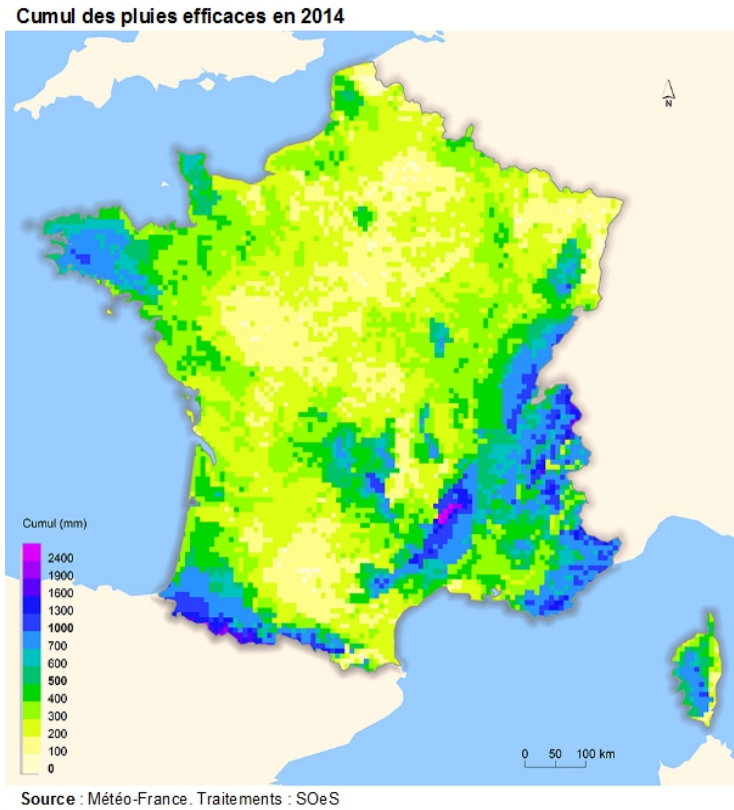 Cumul des pluies efficaces en 2014
N
Cumul (mm)
2400
1900
1600
1300
1000
700
600
500
400
300
200
100
0
0 50 100 km
Source : Météo-France. Traitements : SOeS